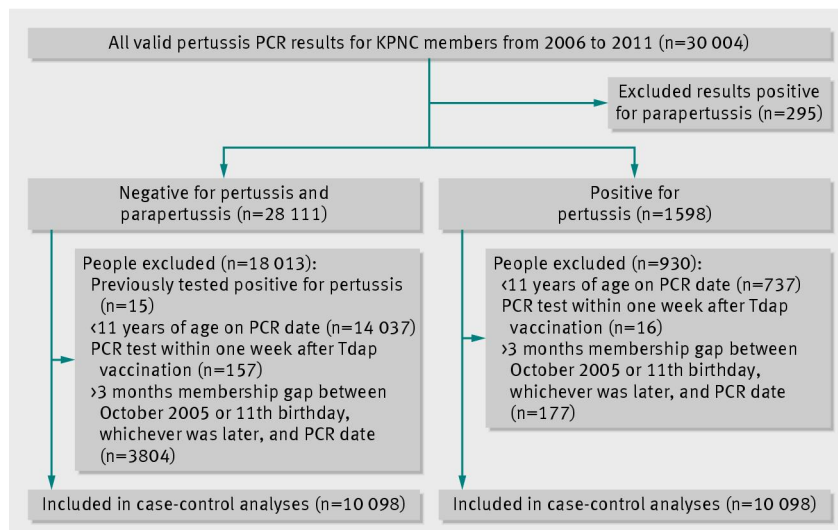 All valid pertussis PCR results for KPNC members from 2006 to 2011 (n=30 004)
Excluded results positive
for parapertussis (n=295)
Negative for pertussis and
parapertussis (n=28 111)
Positive for
pertussis (n=1598)
People excluded (n=18 013):
Previously tested positive for pertussis
(n=15)
<11 years of age on PCR date (n=14 037)
PCR test within one week after Tdap
vaccination (n=157)
>3 months membership gap between
October 2005 or 11th birthday,
whichever was later, and PCR date
(n=3804)
People excluded (n=930):
<11 years of age on PCR date (n=737)
PCR test within one week after Tdap
vaccination (n=16)
>3 months membership gap between
October 2005 or 11th birthday,
whichever was later, and PCR date
(n=177)
Included in case-control analyses (n=10 098)
Included in case-control analyses (n=10 098)